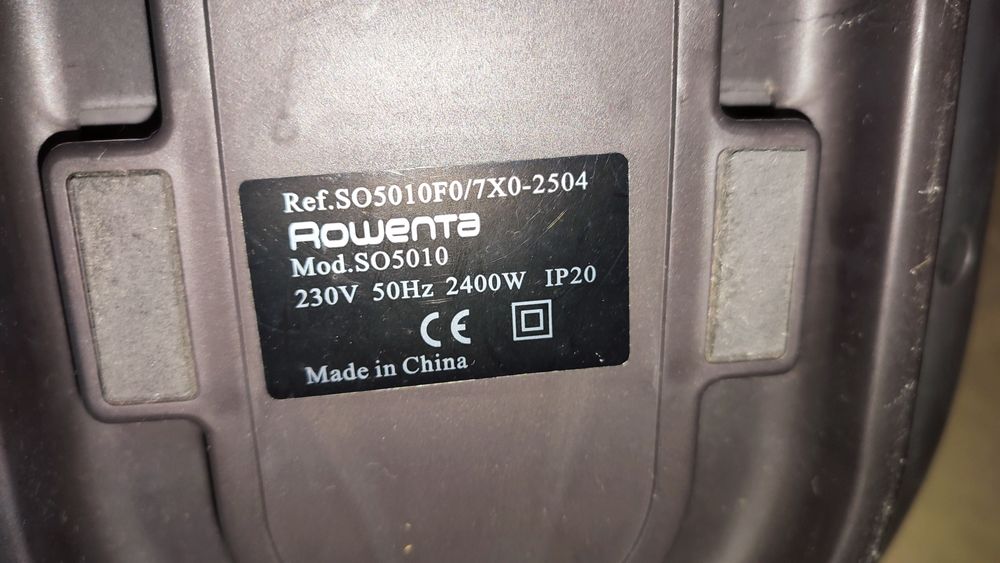 Ref.SO5010F0/7X0-2504
Rowenta
Mod.SO5010
230V 50Hz 2400W IP20
CE
Made in China